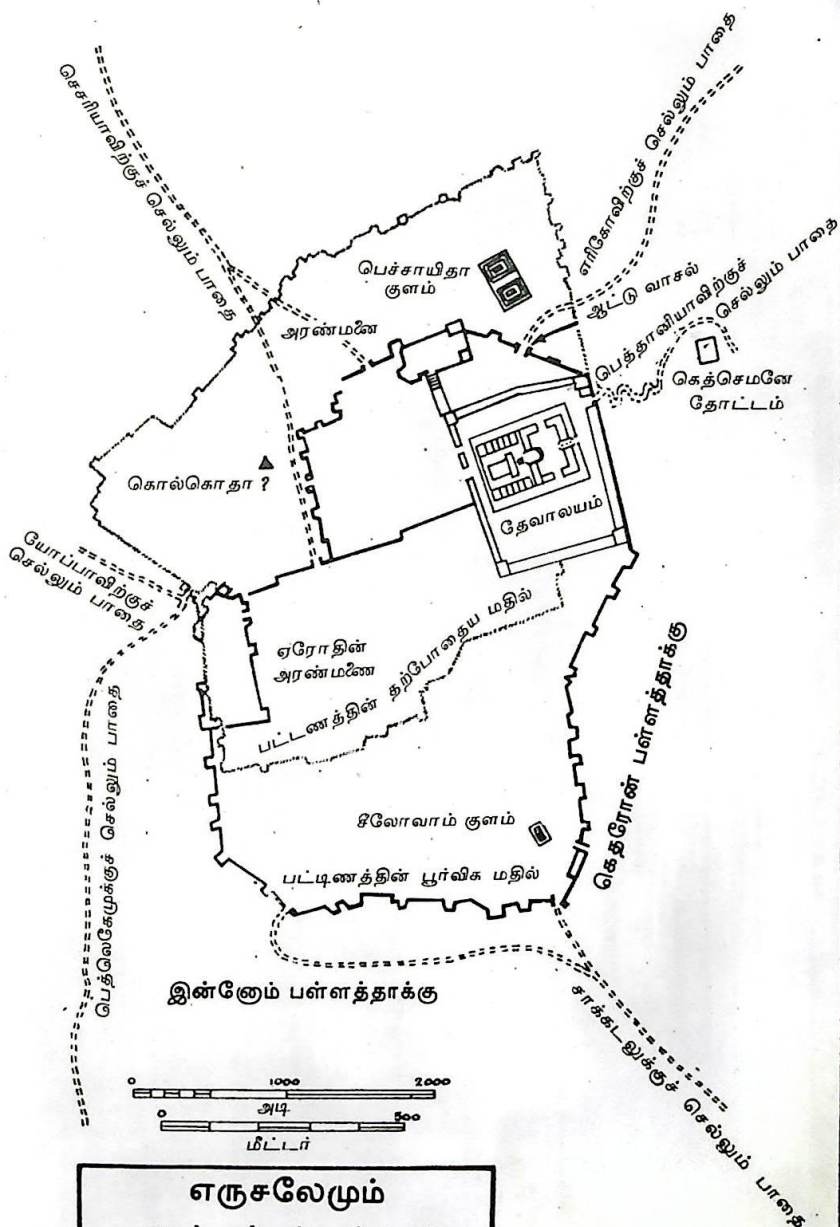 செசரியாவிற்குச் செல்லும் பாதை
எரிகோவிற்குச் செல்லும் பாதை
பெச்சாயிதா
குளம்
அரண்மனை
ஆட்டு வாசல்
பெத்தானியாவிற்குச்
செல்லும் பாதை
கெத்செமனே
தோட்டம்
கொல்கொதா ?
தேவாலயம்
யோப்பாவிற்குச்
செல்லும் பாதை
ஏரோதின்
அரண்மணை
பட்டணத்தின் தற்போதைய மதில்
கெதரோன் பள்ளத்தாக்கு
பெத்லெகேமுக்குச் செல்லும் பாதை
சீலோவாம் குளம்
பட்டிணத்தின் பூர்விக மதில்
இன்னோம் பள்ளத்தாக்கு
சாக்கடலுக்குச் செல்லும் பாதை
0 1000 2000
அடி
0 500
மீட்டர்
எருசலேமும்